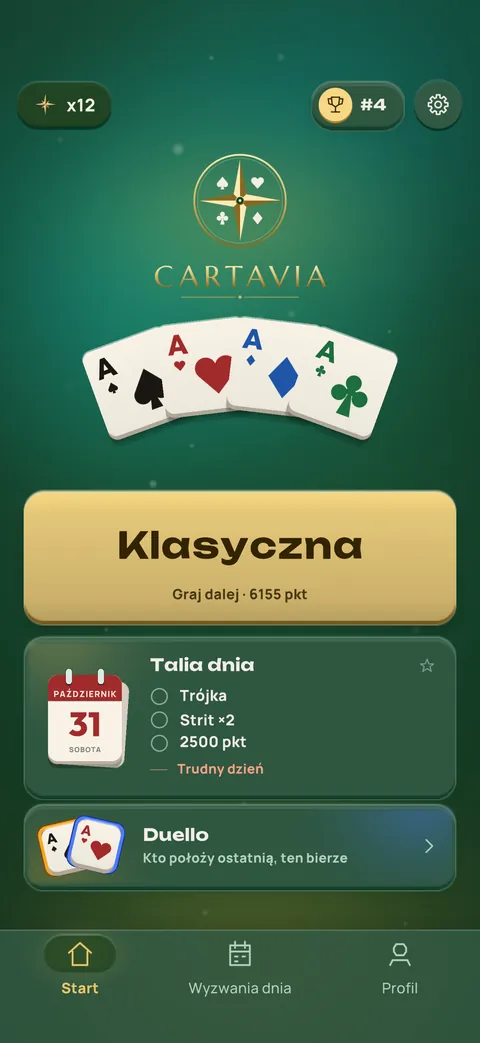 x12
#4
CARTAVIA
A
A
A
A
Klasyczna
Graj dalej · 6155 pkt
Talia dnia
PAŹDZIERNIK
31
SOBOTA
Trójka
Strit ×2
2500 pkt
— Trudny dzień
A
A
Duello
Kto położy ostatnią, ten bierze
Start
Wyzwania dnia
Profil